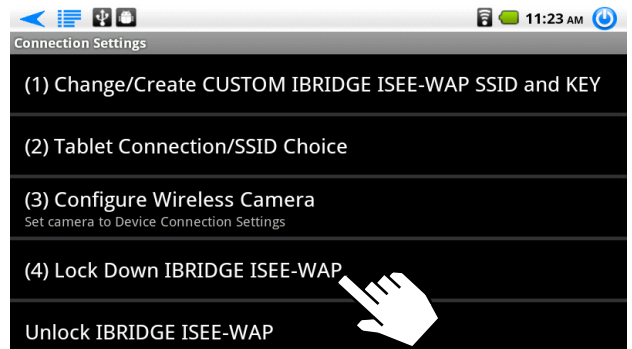 11:23 AM
Connection Settings
(1) Change/Create CUSTOM IBRIDGE ISEE-WAP SSID and KEY
(2) Tablet Connection/SSID Choice
(3) Configure Wireless Camera
Set camera to Device Connection Settings
(4) Lock Down IBRIDGE ISEE-WAP
Unlock IBRIDGE ISEE-WAP